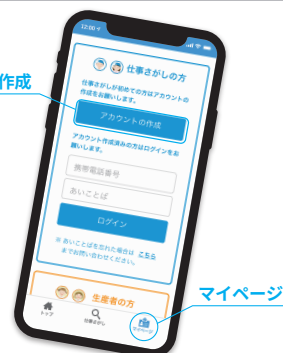 12:00
仕事さがしの方
仕事さがしが初めての方はアカウントの
作成をお願いします。
作成
アカウントの作成
アカウント作成済みの方はログインをお
願いします。
携帯電話番号
あいことば
ログイン
※ あいことばを忘れた場合は こちら
までお問い合わせください。
生産者の方
マイページ
トップ
仕事さがし
マイページ